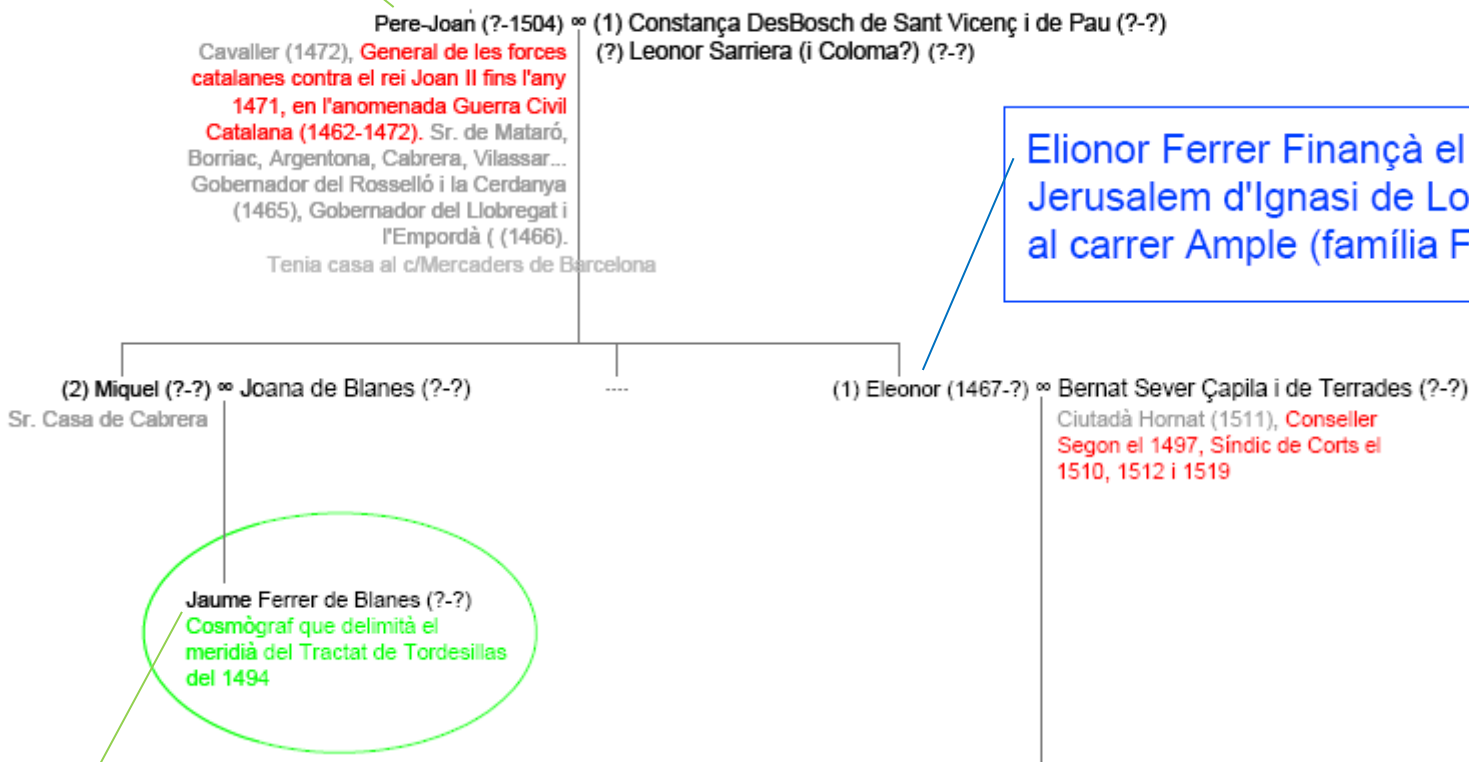 Pere-Joan (?-1504) ∞ (1) Constança DesBosch de Sant Vicenç i de Pau (?-?)
(?) Leonor Sarriera (i Coloma?) (?-?)
Cavaller (1472), General de les forces
catalanes contra el rei Joan II fins l'any
1471, en l'anomenada Guerra Civil
Catalana (1462-1472). Sr. de Mataró,
Borriac, Argentona, Cabrera, Vilassar...
Gobernador del Rosselló i la Cerdanya
(1465), Gobernador del Llobregat i
l'Empordà ( (1466).
Tenia casa al c/Mercaders de Barcelona
Elionor Ferrer Finançà el
Jerusalem d'Ignasi de Lo
al carrer Ample (família F
(2) Miquel (?-?) ∞ Joana de Blanes (?-?)
Sr. Casa de Cabrera
----
(1) Eleonor (1467-?) ∞ Bernat Sever Çapila i de Terrades (?-?)
Ciutadà Hornat (1511), Conseller
Segon el 1497, Síndic de Corts el
1510, 1512 i 1519
Jaume Ferrer de Blanes (?-?)
Cosmògraf que delimità el
meridià del Tractat de Tordesillas
del 1494